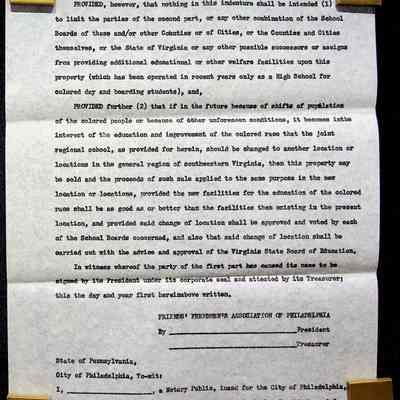 PROVIDED, however, that nothing in this indenture shall be intended (1)
to limit the parties of the second part, or any other combination of the School
Boards of these and/or other Counties or of Cities, or the Counties and Cities
themselves, or the State of Virginia or any other possible successors or assigns
from providing additional educational or other welfare facilities upon this
property (which has been operated in recent years only as a High School for
colored day and boarding students), and,
PROVIDED further (2) that if in the future because of shifts of
of the colored people or because of other unforseen conditions, it becomes
interest of the education and improvement of the colored race that the joint
regional school, as provided for herein, should be changed to another location or
locations in the general region of southwestern Virginia, then this property may
be sold and the proceeds of such sale applied to the same purpose in the new
location or locations, provided the new facilities for the education of the colored
race shall be as good as or better than the facilities then existing in the present
location, and provided said change of location shall be approved and voted by each
of the School Boards concerned, and also that said change of location shall be
carried out with the advice and approval of the Virginia State Board of Education.
In witness whereof the party of the first part has caused its name to be
signed by its President under its corporate seal and attested by its Treasurer;
this the day and year first hereinabove written.
FRIENDS' FREEDMEN'S ASSOCIATION OF PHILADELPHIA
By President
Treasurer
State of Pennsylvania,
City of Philadelphia, To-wit:
I, , a Notary Public, in and for the City of Philadelphia,